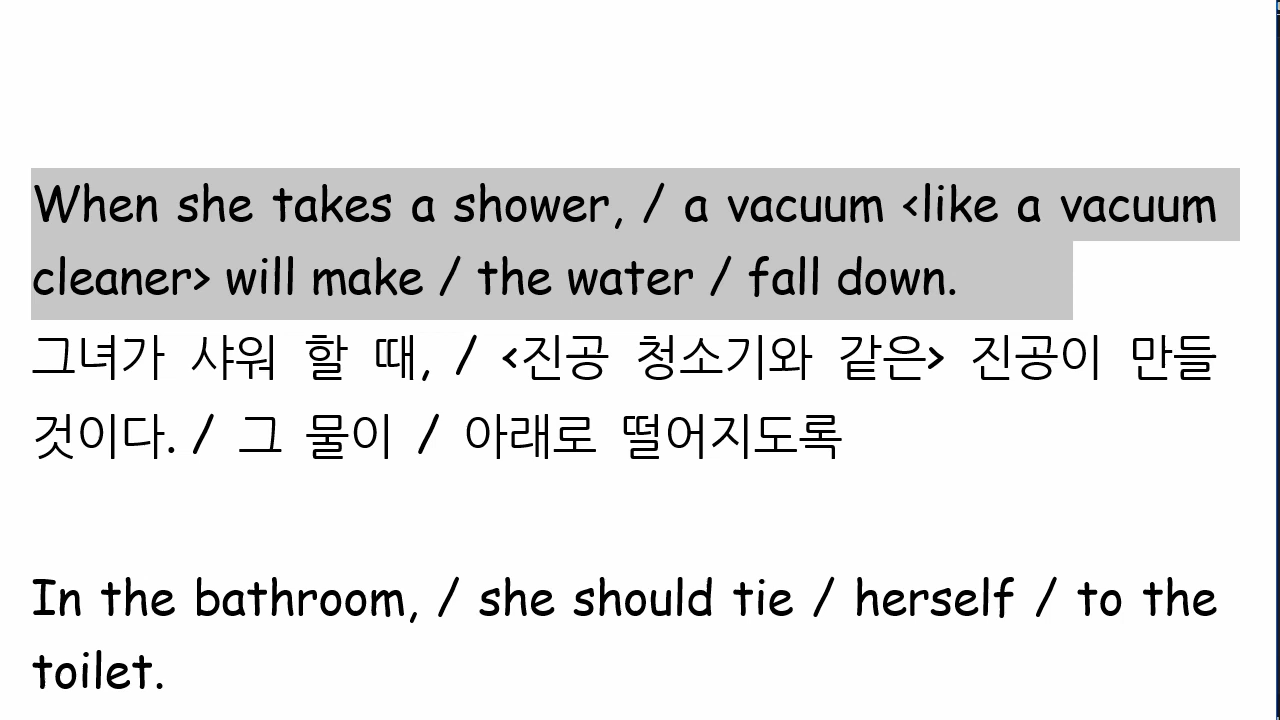 When she takes a shower, / a vacuum <like a vacuum
cleaner> will make / the water / fall down.
그녀가 샤워 할 때, / <진공 청소기와 같은> 진공이 만들
것이다. / 그 물이 / 아래로 떨어지도록
In the bathroom, / she should tie / herself / to the
toilet.